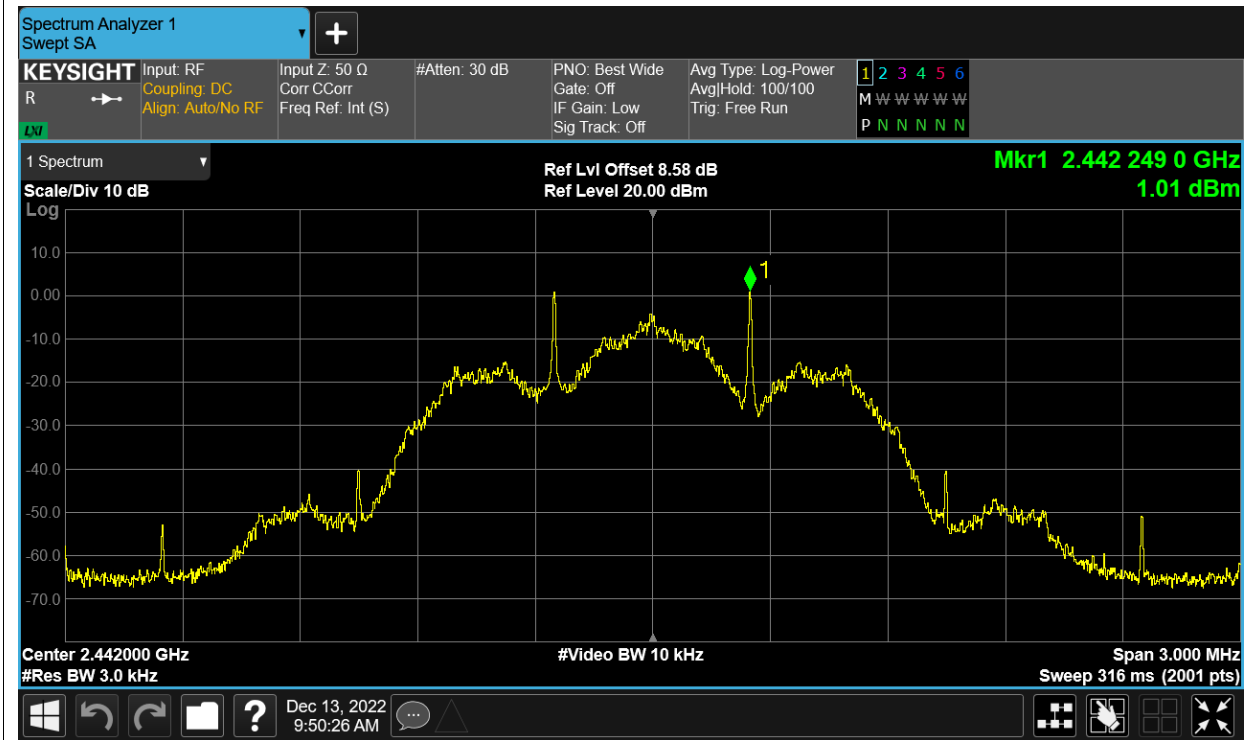 Spectrum Analyzer 1
Swept SA
KEYSIGHT
R
LXI
Input: RF
Coupling: DC
Align: Auto/No RF
Input Z: 50 Ω
Corr CCorr
Freq Ref: Int (S)
#Atten: 30 dB
PNO: Best Wide
Gate: Off
IF Gain: Low
Sig Track: Off
Avg Type: Log-Power
Avg|Hold: 100/100
Trig: Free Run
1 2 3 4 5 6
M W W W W W
P N N N N N N
1 Spectrum
Scale/Div 10 dB
Log
Ref Lvl Offset 8.58 dB
Ref Level 20.00 dBm
Mkr1 2.442 249 0 GHz
1.01 dBm
1
10.0
0.00
-10.0
-20.0
-30.0
-40.0
-50.0
-60.0
-70.0
Center 2.442000 GHz
#Res BW 3.0 kHz
#Video BW 10 kHz
Span 3.000 MHz
Sweep 316 ms (2001 pts)
?
Dec 13, 2022
9:50:26 AM